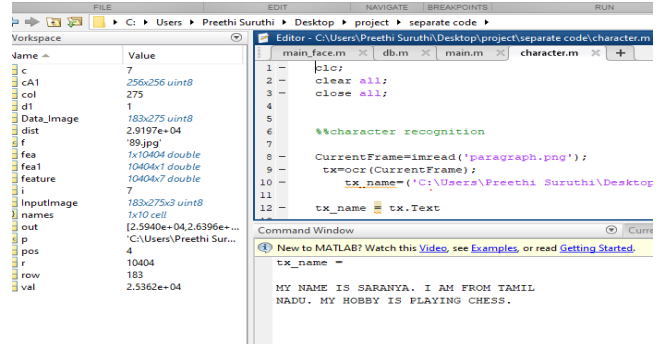 FILE EDIT NAVIGATE BREAKPOINTS RUN
C: Users Preethi Suruthi Desktop project separate code
Workspace
Name Value
c 7
cA1 256x256 uint8
col 275
d1 1
Data_Image 183x275 uint8
dist 2.9197e+04
f '89.jpg'
fea 1x10404 double
fea1 10404x1 double
feature 10404x7 double
i 7
InputImage 183x275x3 uint8
names 1x10 cell
out [2.5940e+04,2.6396e+...
p 'C:\Users\Preethi Sur...
pos 4
r 10404
row 183
val 2.5362e+04
Editor - C:\Users\Preethi Suruthi\Desktop\project\separate code\character.m
main_face.m db.m main.m character.m +
1 - clc;
2 - clear all;
3 - close all;
4
5
6 %%character recognition
7
8 - CurrentFrame=imread('paragraph.png');
9 - tx=ocr(CurrentFrame);
10 - tx_name=('C:\Users\Preethi Suruthi\Desktop
11
12 - tx_name = tx.Text
Command Window
New to MATLAB? Watch this Video, see Examples, or read Getting Started.
tx_name =
MY NAME IS SARANYA. I AM FROM TAMIL
NADU. MY HOBBY IS PLAYING CHESS.